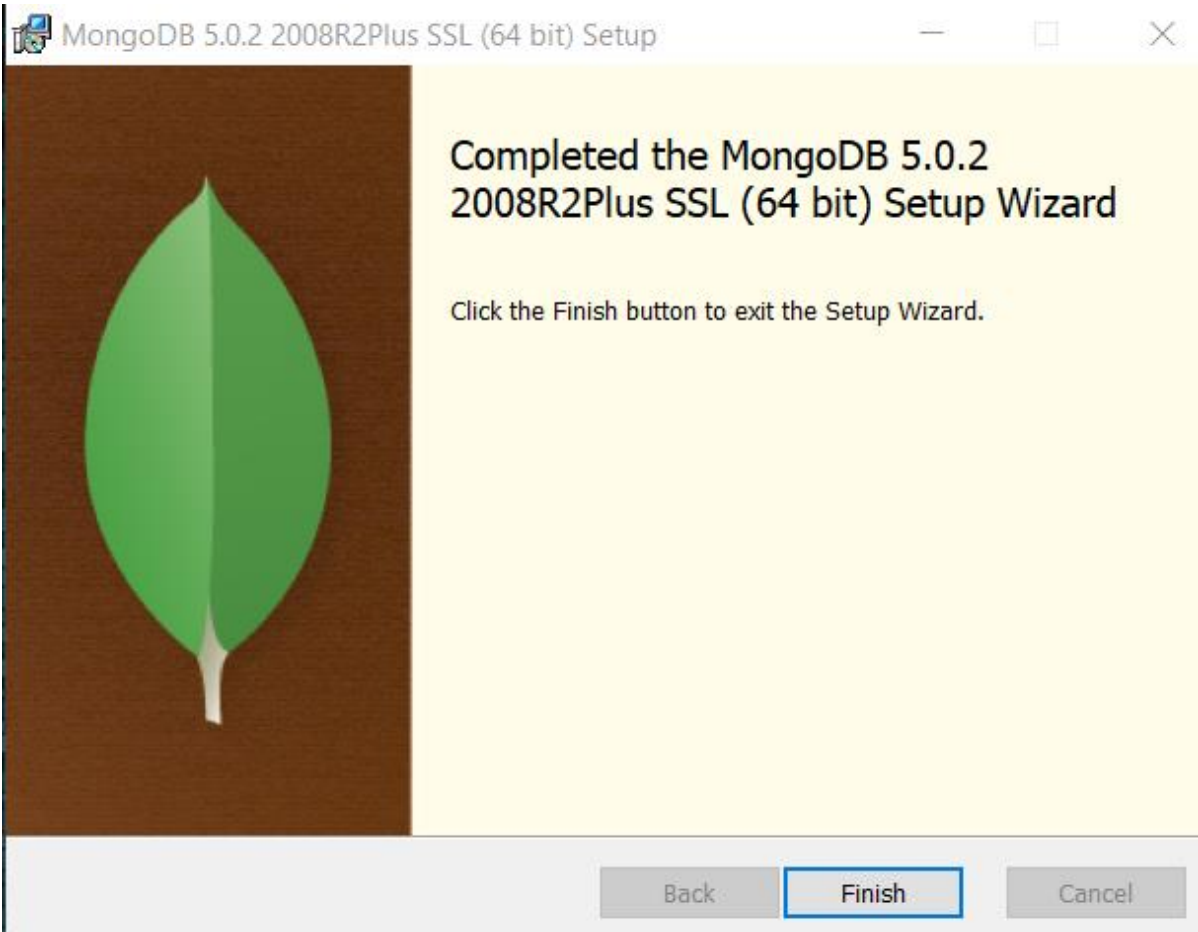 MongoDB 5.0.2 2008R2Plus SSL (64 bit) Setup
Completed the MongoDB 5.0.2
2008R2Plus SSL (64 bit) Setup Wizard
Click the Finish button to exit the Setup Wizard.
Back Finish Cancel